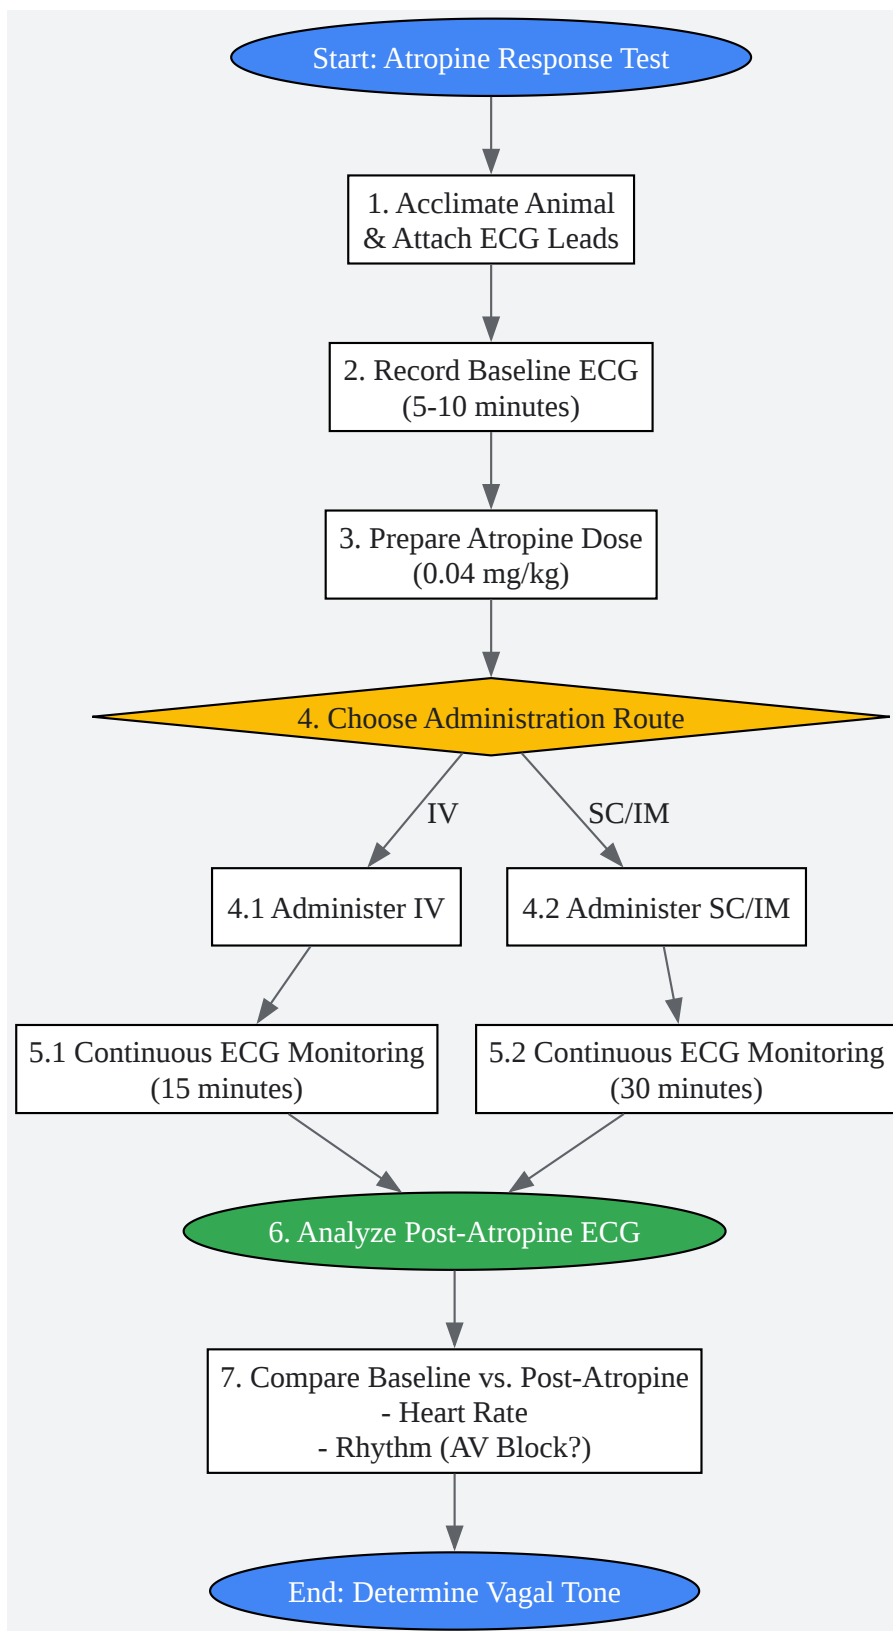 Start: Atropine Response Test
1. Acclimate Animal
& Attach ECG Leads
2. Record Baseline ECG
(5-10 minutes)
3. Prepare Atropine Dose
(0.04 mg/kg)
4. Choose Administration Route
IV
SC/IM
4.1 Administer IV
4.2 Administer SC/IM
5.1 Continuous ECG Monitoring
(15 minutes)
5.2 Continuous ECG Monitoring
(30 minutes)
6. Analyze Post-Atropine ECG
7. Compare Baseline vs. Post-Atropine
- Heart Rate
- Rhythm (AV Block?)
End: Determine Vagal Tone